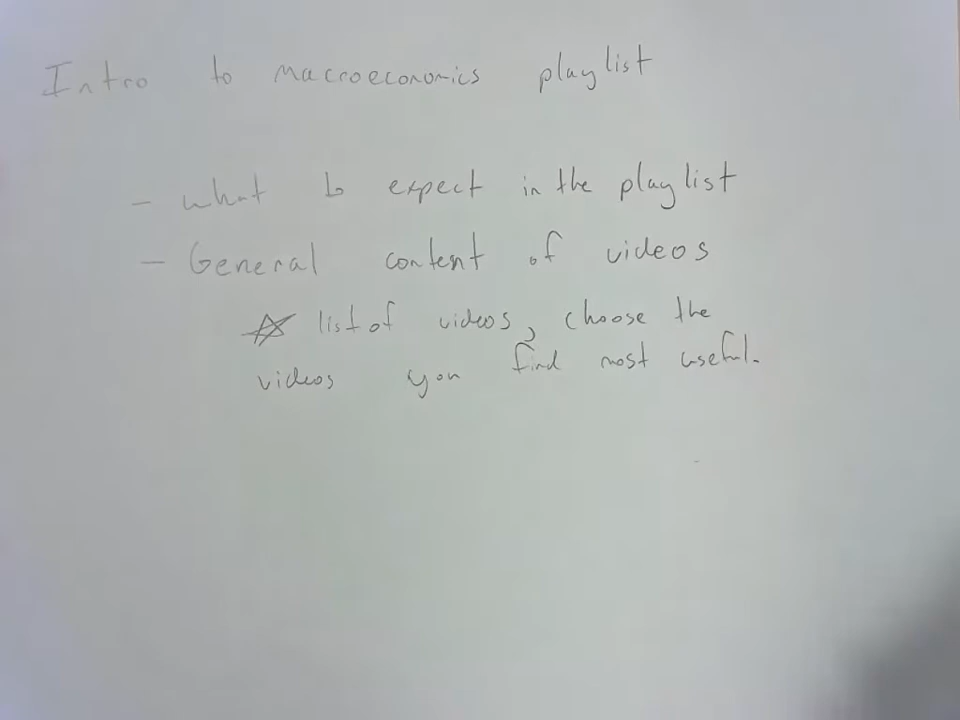 Intro to macroeconomics playlist
- what to expect in the playlist
- General content of videos
☆ list of videos, choose the
videos you find most useful.